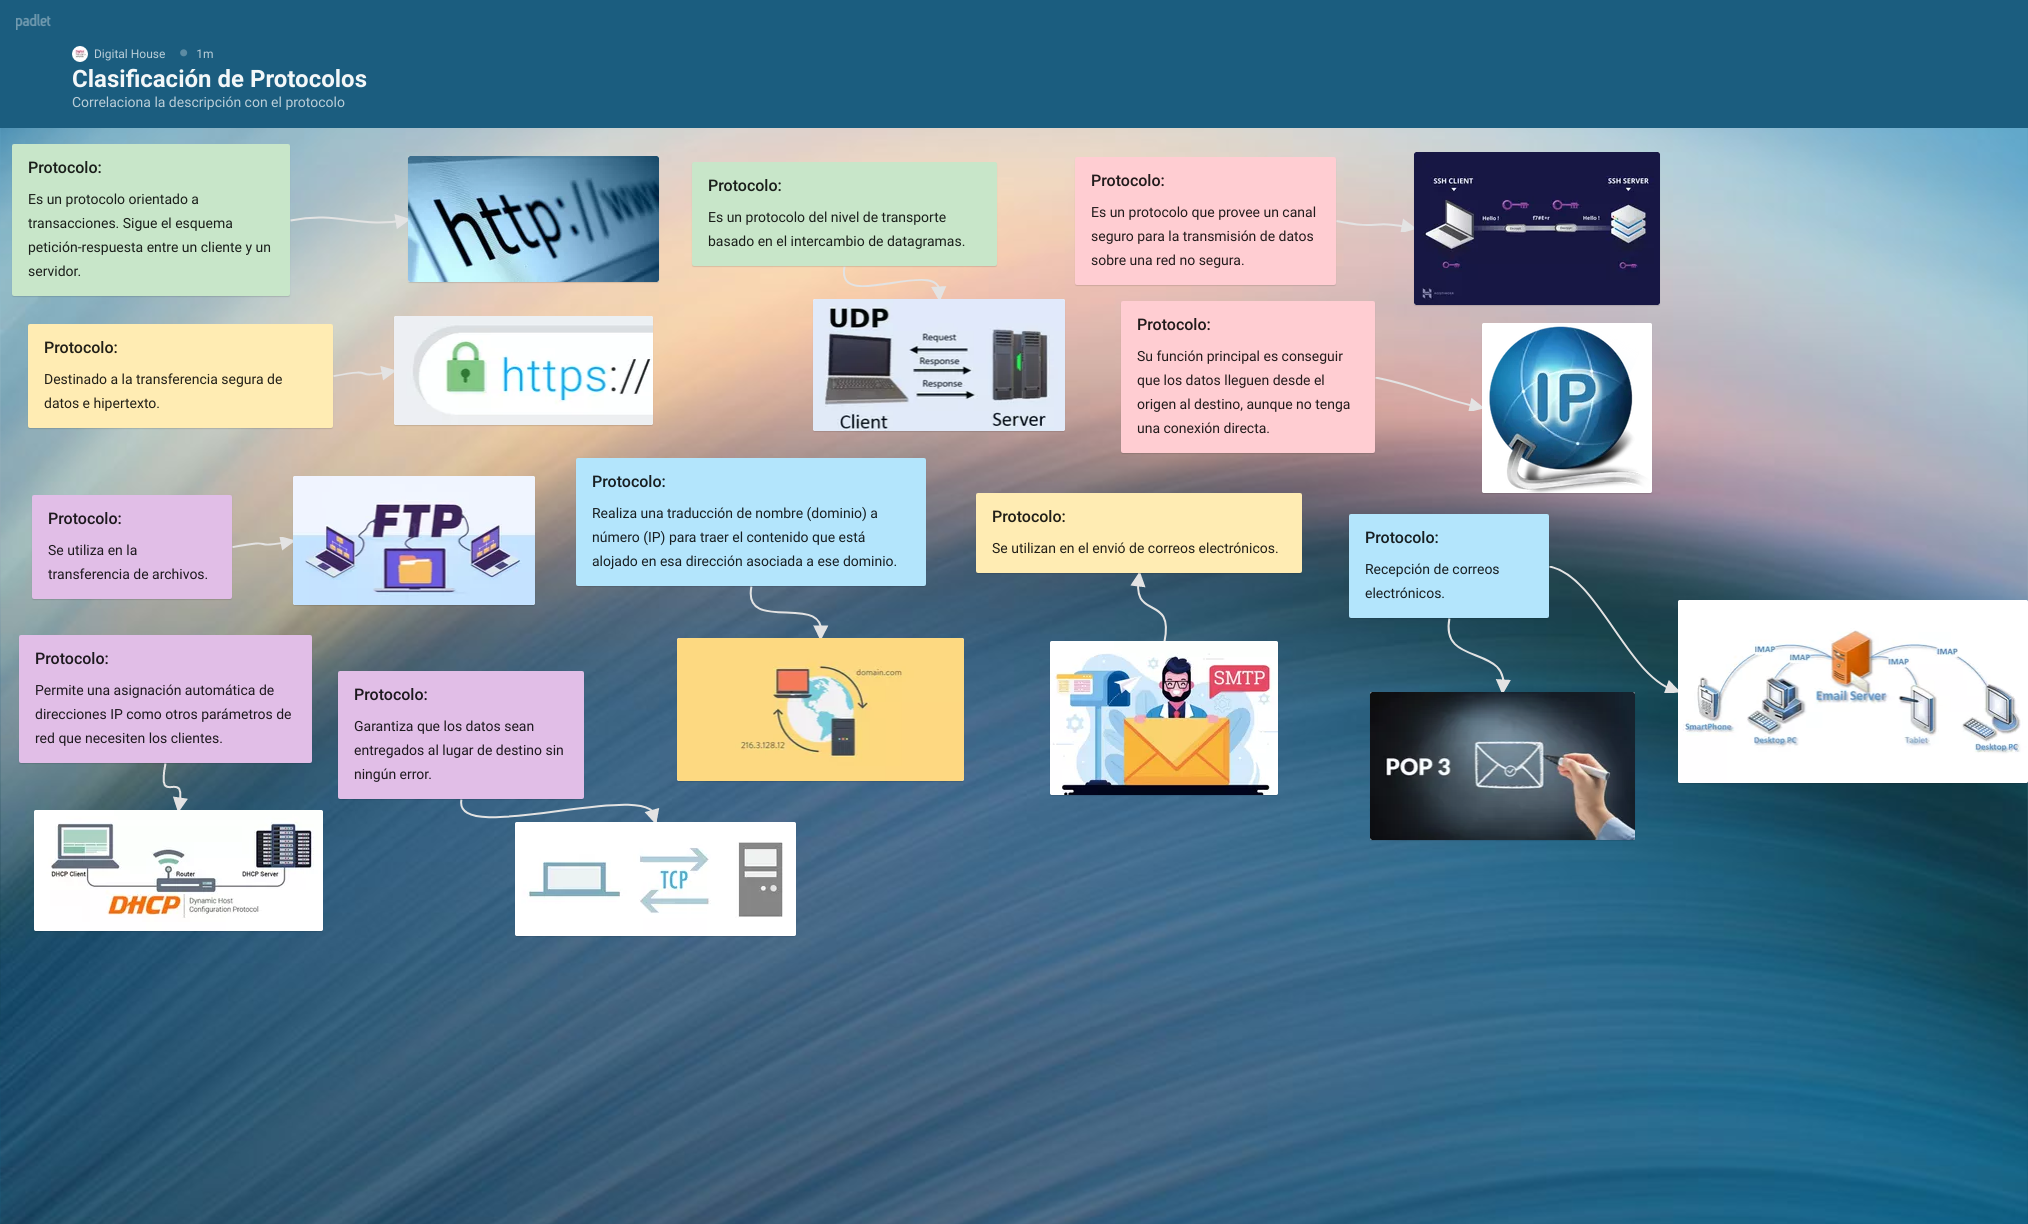 padlet
Digital House
1m
Clasificación de Protocolos
Correlaciona la descripción con el protocolo
Protocolo:
Es un protocolo orientado a
transacciones. Sigue el esquema
petición-respuesta entre un cliente y un
servidor.
http://www
Protocolo:
Es un protocolo del nivel de transporte
basado en el intercambio de datagramas.
UDP
Request
Response
Response
Client
Server
Protocolo:
Es un protocolo que provee un canal
seguro para la transmisión de datos
sobre una red no segura.
SSH CLIENT
SSH SERVER
Hello !
f7#E+r
Hello !
Protocolo:
Destinado a la transferencia segura de
datos e hipertexto.
https://
Protocolo:
Su función principal es conseguir
que los datos lleguen desde el
origen al destino, aunque no tenga
una conexión directa.
IP
Protocolo:
Se utiliza en la
transferencia de archivos.
FTP
Protocolo:
Realiza una traducción de nombre (dominio) a
número (IP) para traer el contenido que está
alojado en esa dirección asociada a ese dominio.
domain.com
216.3.128.12
Protocolo:
Se utilizan en el envió de correos electrónicos.
SMTP
Protocolo:
Recepción de correos
electrónicos.
POP 3
IMAP
IMAP
IMAP
IMAP
Email Server
SmartPhone
Desktop PC
Tablet
Desktop PC
Protocolo:
Permite una asignación automática de
direcciones IP como otros parámetros de
red que necesiten los clientes.
DHCP Client
Router
DHCP Server
DHCP
Dynamic Host
Configuration Protocol
Protocolo:
Garantiza que los datos sean
entregados al lugar de destino sin
ningún error.
TCP